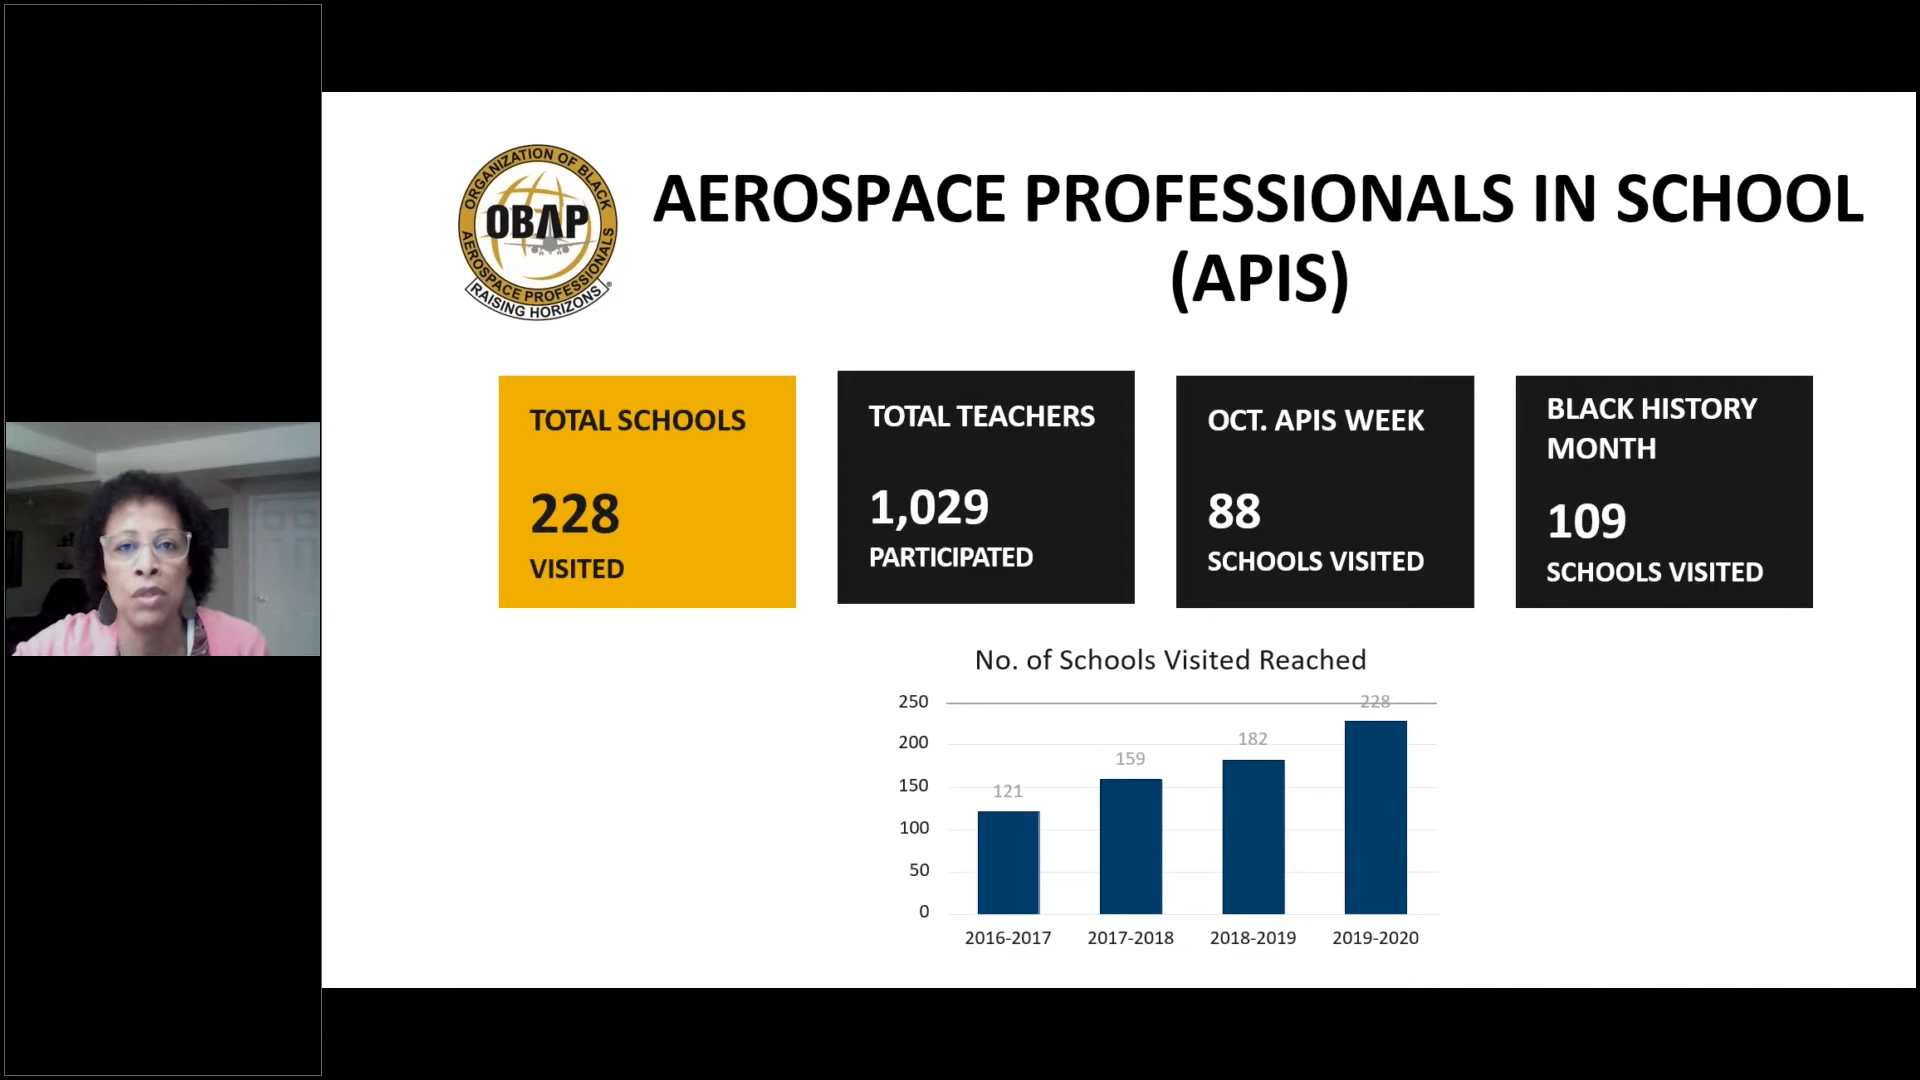 ORGANIZATION OF BLACK
AEROSPACE PROFESSIONALS
OBAP
RAISING HORIZONS
AEROSPACE PROFESSIONALS IN SCHOOL
(APIS)
TOTAL SCHOOLS
228
VISITED
TOTAL TEACHERS
1,029
PARTICIPATED
OCT. APIS WEEK
88
SCHOOLS VISITED
BLACK HISTORY
MONTH
109
SCHOOLS VISITED
No. of Schools Visited Reached
250
200
150
100
50
0
121
159
182
228
2016-2017
2017-2018
2018-2019
2019-2020